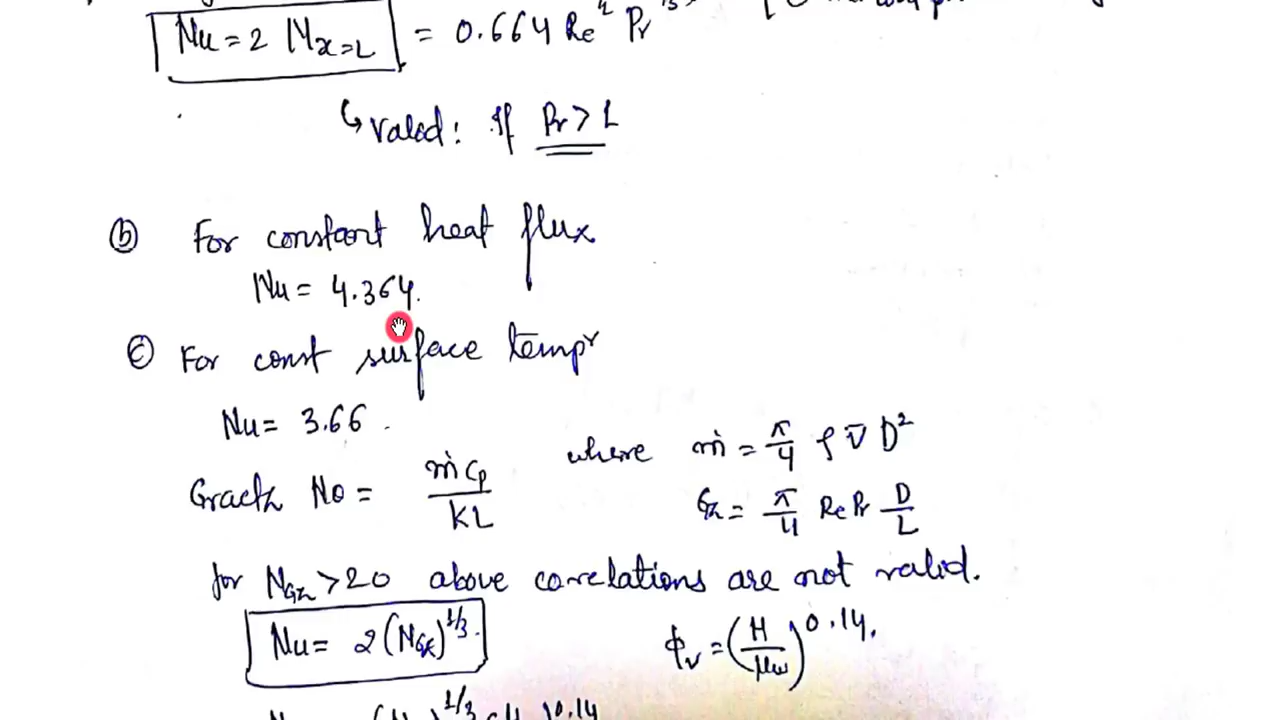 Nu = 2 Nx=L = 0.664 Re Pr
↳ Valid: if Pr > 1
(b) For constant heat flux
Nu = 4.364.
(c) For const surface tempr
Nu = 3.66.
Graetz No = ṁ Cp / KL where ṁ = π/4 ρ V̄ D²
Gz = π/4 Re Pr D/L
for NGz > 20 above correlations are not valid.
Nu = 2 (NGz)^1/3. ϕv = (μ/μw)^0.14.